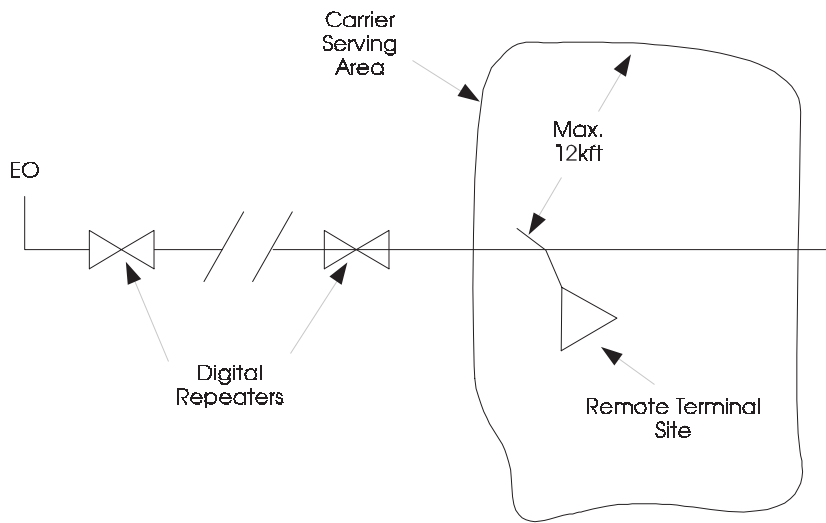 Carrier
Serving
Area
Max.
12kft
EO
Digital
Repeaters
Remote Terminal
Site